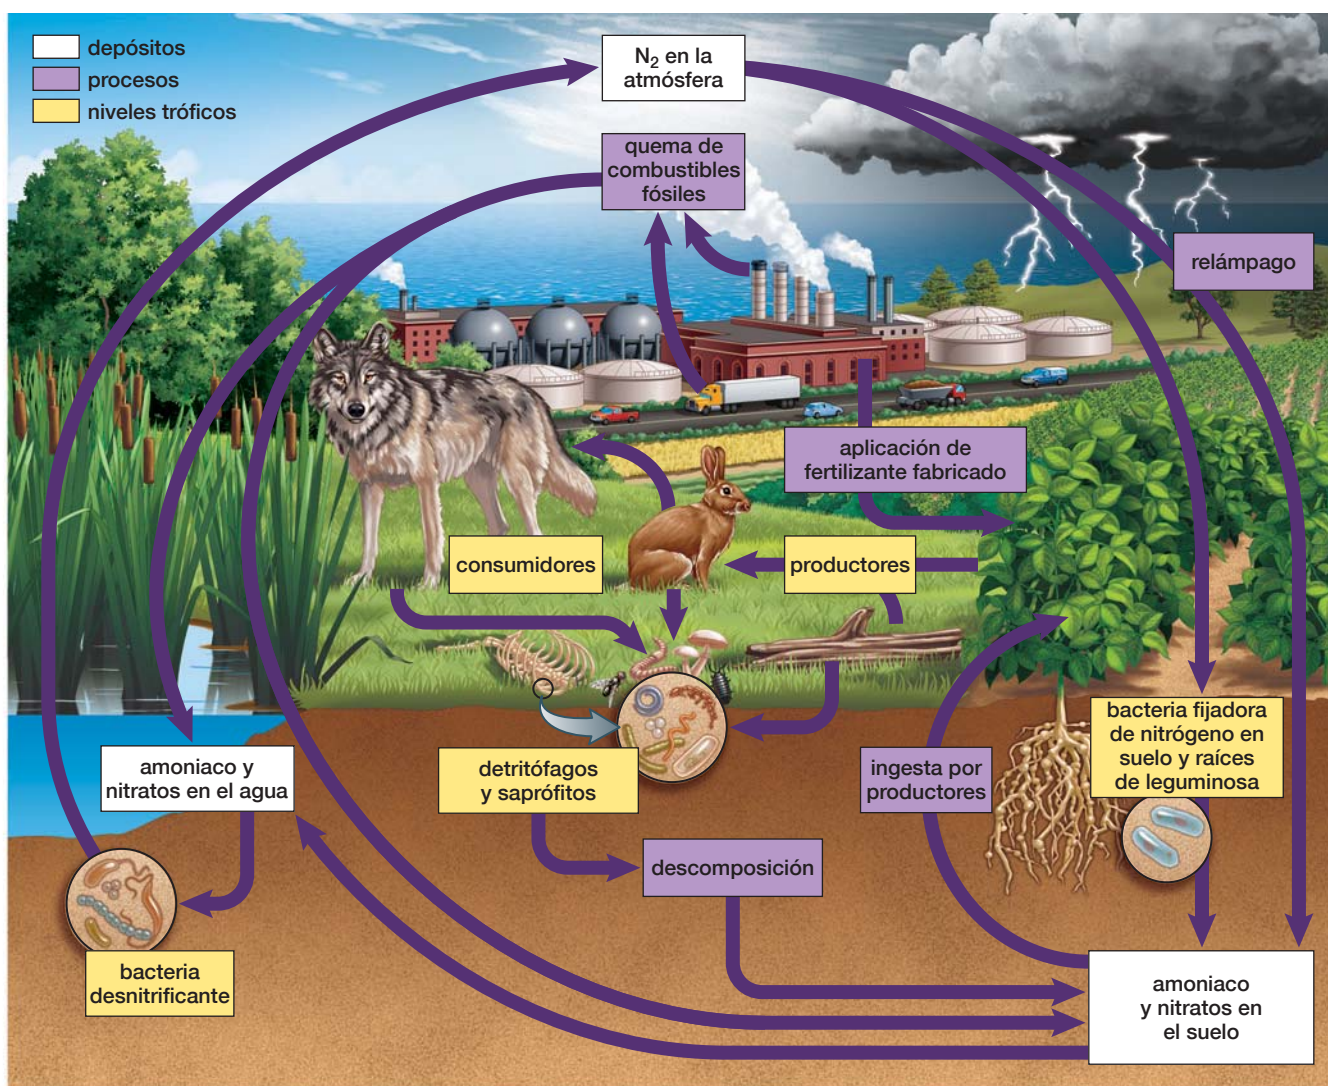 depósitos
procesos
niveles tróficos
N₂ en la
atmósfera
quema de
combustibles
fósiles
relámpago
aplicación de
fertilizante fabricado
consumidores
productores
bacteria fijadora
de nitrógeno en
suelo y raíces
de leguminosa
amoniaco y
nitratos en el agua
detritófagos
y saprófitos
ingesta por
productores
descomposición
bacteria
desnitrificante
amoniaco
y nitratos en
el suelo